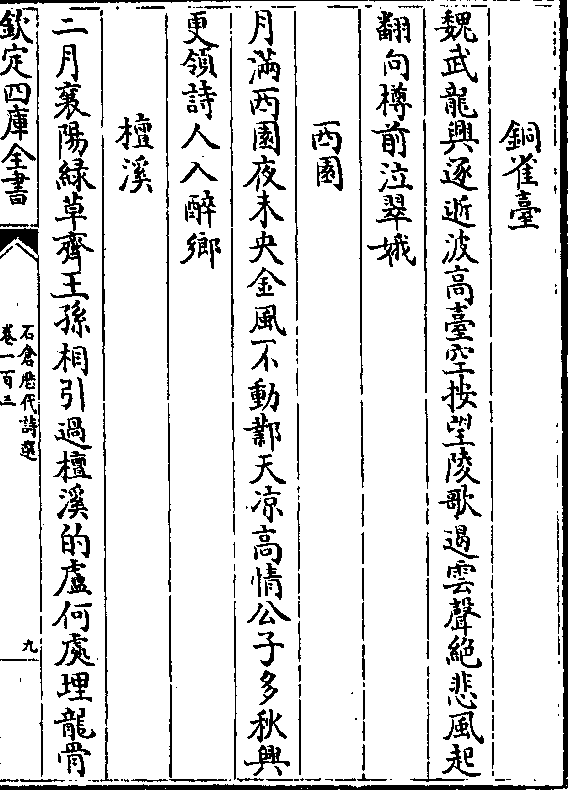 銅雀臺
魏武龍興逐逝波高臺空按望陵歌遏雲聲絶悲風起
翻向樽前泣翠娥
西園
月滿西園夜未央金風不動鄴天凉高情公子多秋興
更領詩人入醉鄉
檀溪
二月襄陽緑草齊王孫相引過檀溪的盧何處埋龍骨
欽定四庫全書
石倉歷代詩選
卷一百三
九